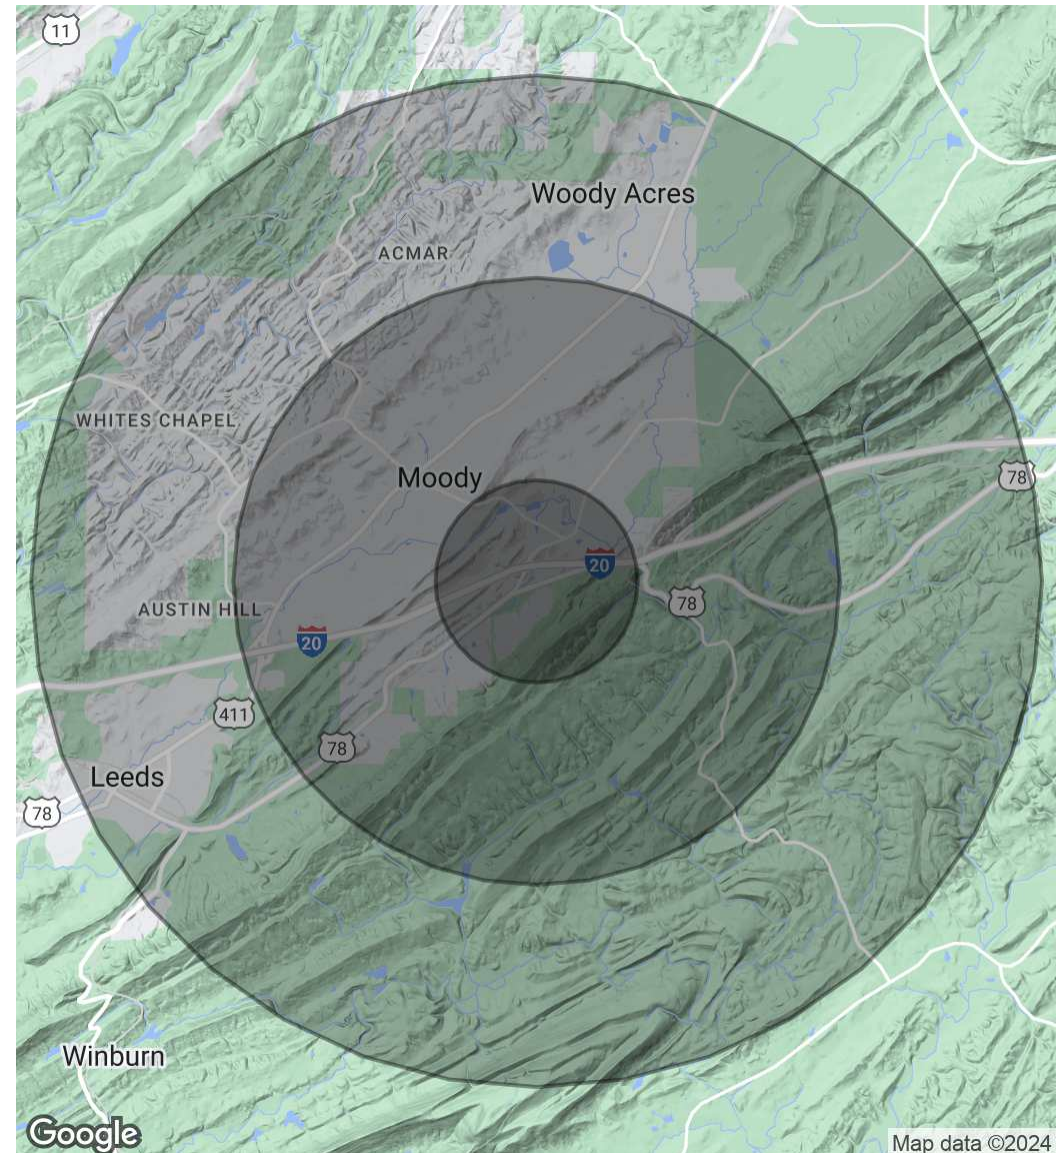 11
Woody Acres
ACMAR
WHITES CHAPEL
Moody
78
20
78
AUSTIN HILL
20
411
78
Leeds
78
Winburn
Google
Map data ©2024